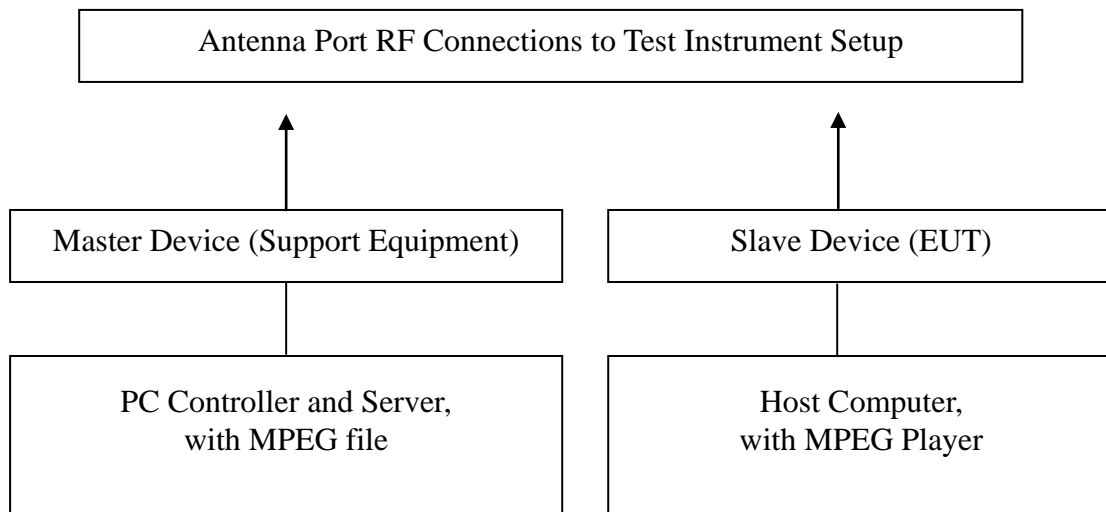 Antenna Port RF Connections to Test Instrument Setup
Master Device (Support Equipment)
Slave Device (EUT)
PC Controller and Server,
with MPEG file
Host Computer,
with MPEG Player